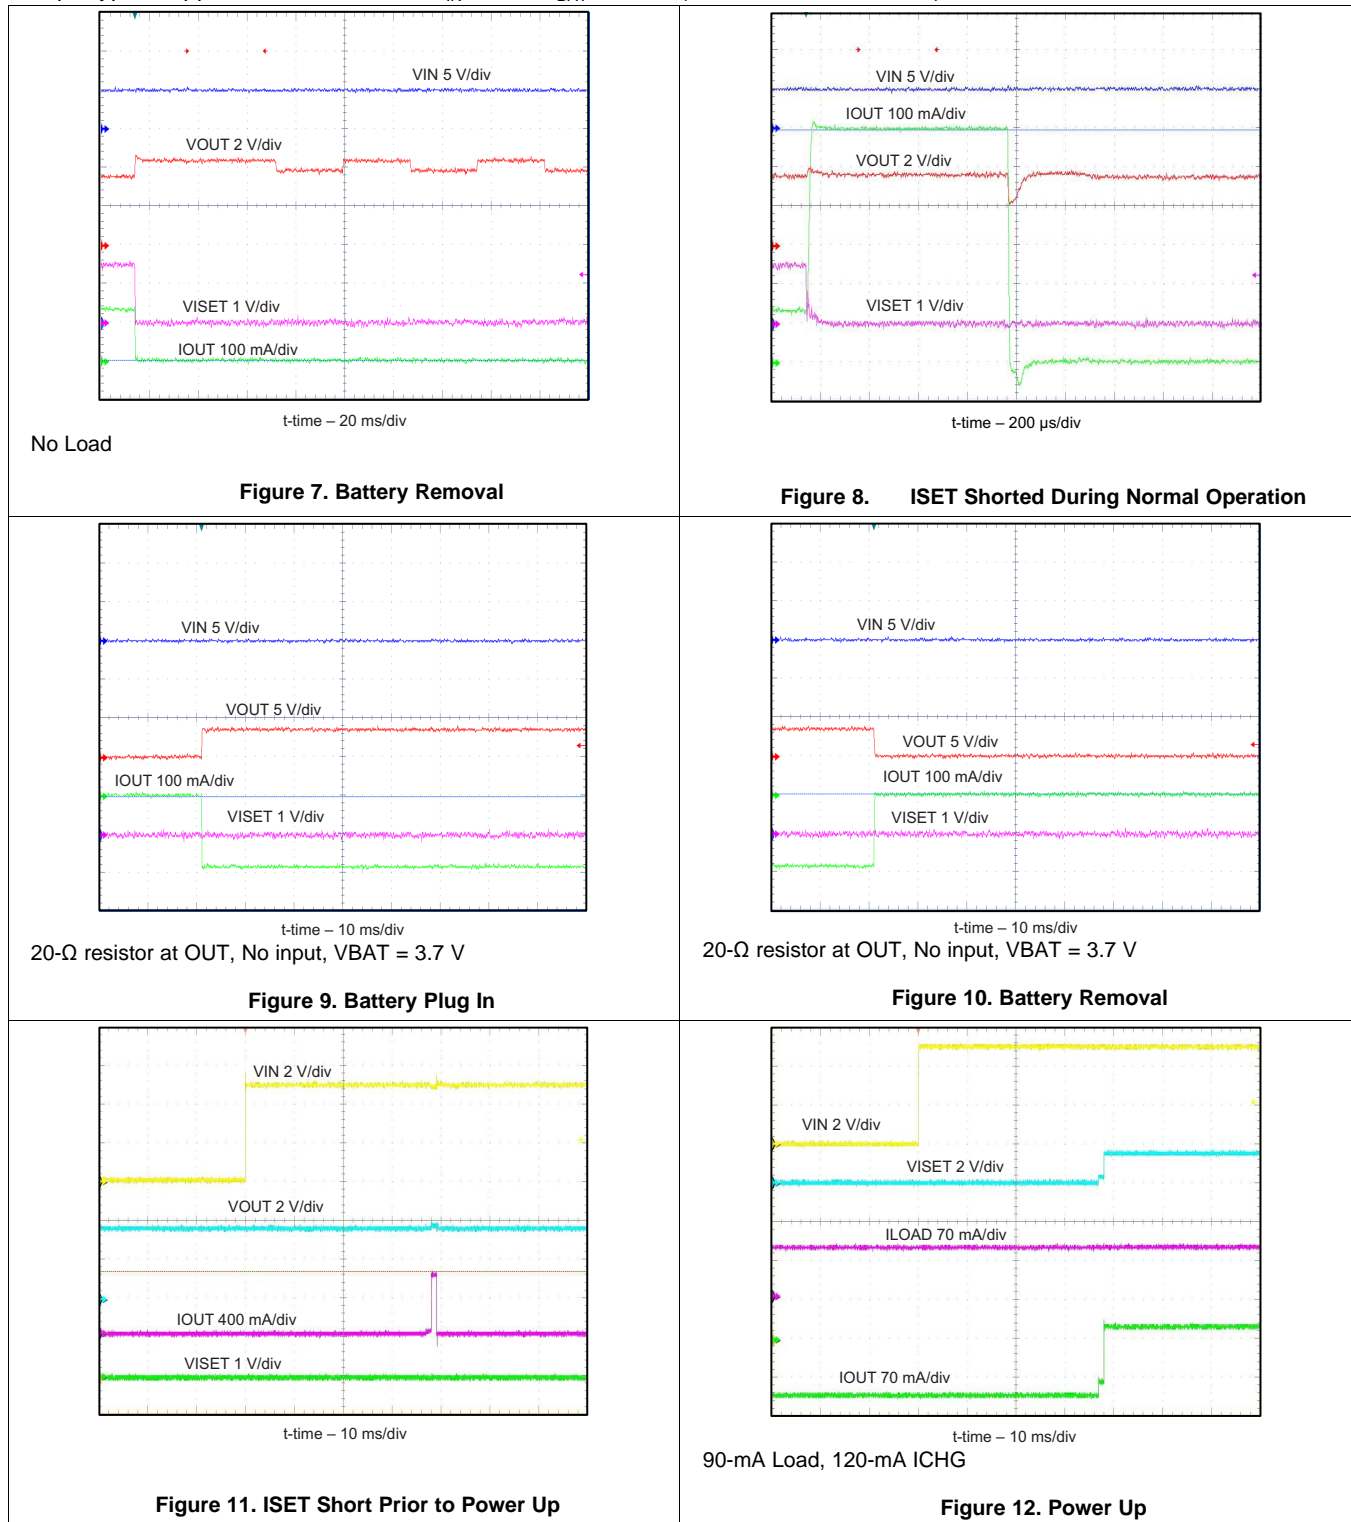 VIN 5 V/div
VOUT 2 V/div
VISET 1 V/div
IOUT 100 mA/div
t-time – 20 ms/div
No Load
Figure 7. Battery Removal
VIN 5 V/div
IOUT 100 mA/div
VOUT 2 V/div
VISET 1 V/div
t-time – 200 μs/div
Figure 8. ISET Shorted During Normal Operation
VIN 5 V/div
VOUT 5 V/div
IOUT 100 mA/div
VISET 1 V/div
t-time – 10 ms/div
20-Ω resistor at OUT, No input, VBAT = 3.7 V
Figure 9. Battery Plug In
VIN 5 V/div
VOUT 5 V/div
IOUT 100 mA/div
VISET 1 V/div
t-time – 10 ms/div
20-Ω resistor at OUT, No input, VBAT = 3.7 V
Figure 10. Battery Removal
VIN 2 V/div
VOUT 2 V/div
IOUT 400 mA/div
VISET 1 V/div
t-time – 10 ms/div
Figure 11. ISET Short Prior to Power Up
VIN 2 V/div
VISET 2 V/div
ILOAD 70 mA/div
IOUT 70 mA/div
t-time – 10 ms/div
90-mA Load, 120-mA ICHG
Figure 12. Power Up